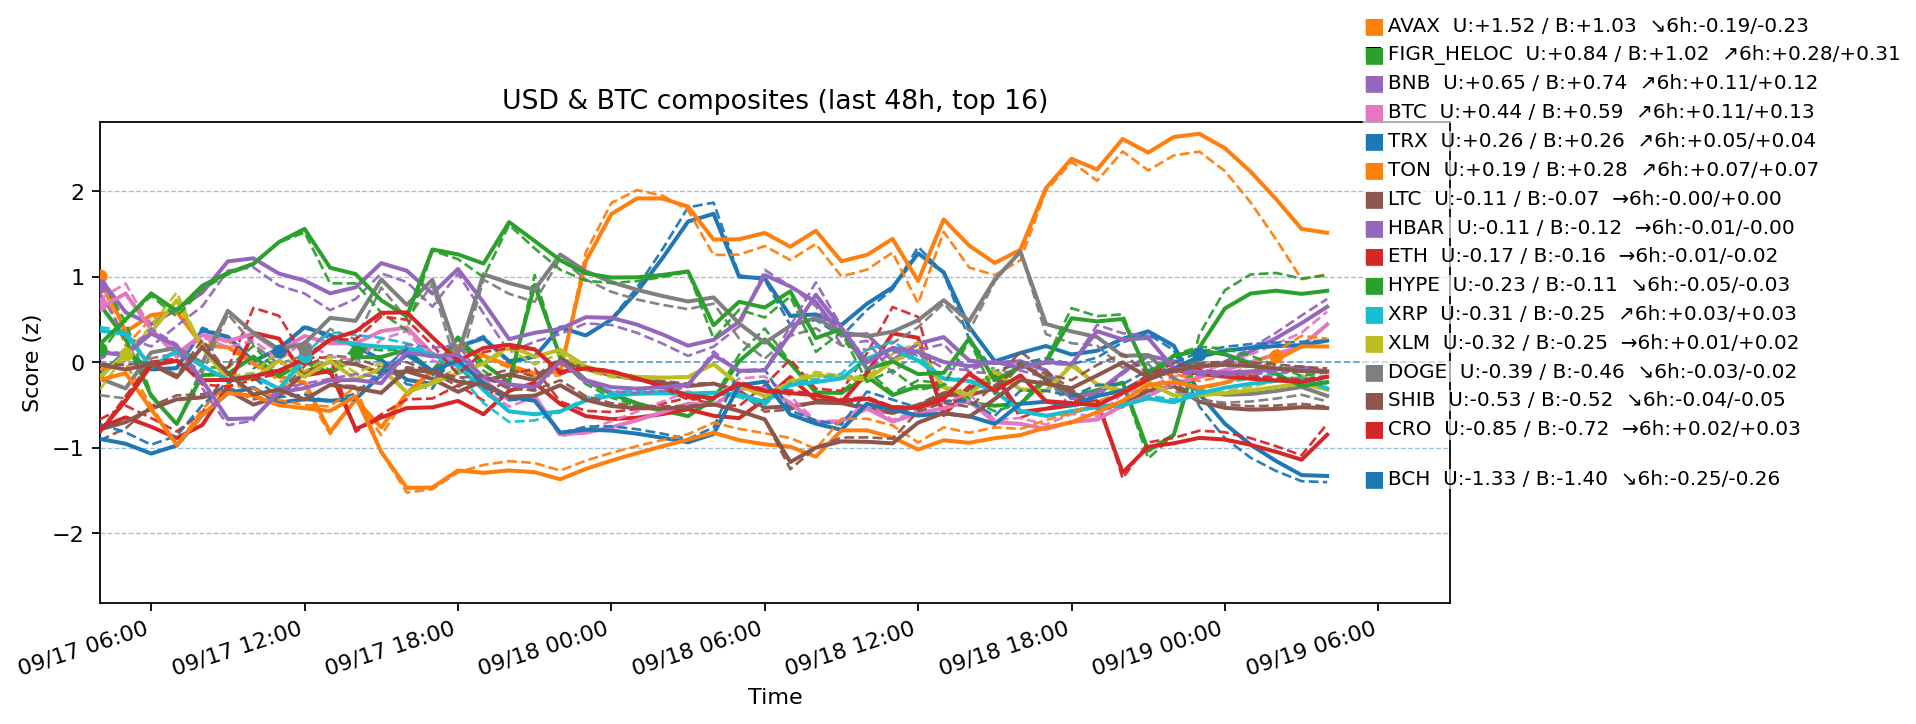 AVAX  U:+1.52 / B:+1.03  ↘6h:-0.19/-0.23
FIGR_HELOC  U:+0.84 / B:+1.02  ↗6h:+0.28/+0.31
BNB  U:+0.65 / B:+0.74  ↗6h:+0.11/+0.12
BTC  U:+0.44 / B:+0.59  ↗6h:+0.11/+0.13
TRX  U:+0.26 / B:+0.26  ↗6h:+0.05/+0.04
TON  U:+0.19 / B:+0.28  ↗6h:+0.07/+0.07
LTC  U:-0.11 / B:-0.07  →6h:-0.00/+0.00
HBAR  U:-0.11 / B:-0.12  →6h:-0.01/-0.00
ETH  U:-0.17 / B:-0.16  →6h:-0.01/-0.02
HYPE  U:-0.23 / B:-0.11  ↘6h:-0.05/-0.03
XRP  U:-0.31 / B:-0.25  ↗6h:+0.03/+0.03
XLM  U:-0.32 / B:-0.25  →6h:+0.01/+0.02
DOGE  U:-0.39 / B:-0.46  ↘6h:-0.03/-0.02
SHIB  U:-0.53 / B:-0.52  ↘6h:-0.04/-0.05
CRO  U:-0.85 / B:-0.72  →6h:+0.02/+0.03
BCH  U:-1.33 / B:-1.40  ↘6h:-0.25/-0.26
USD & BTC composites (last 48h, top 16)
Score (z)
2
1
0
−1
−2
09/17 06:00
09/17 12:00
09/17 18:00
09/18 00:00
09/18 06:00
09/18 12:00
09/18 18:00
09/19 00:00
09/19 06:00
Time